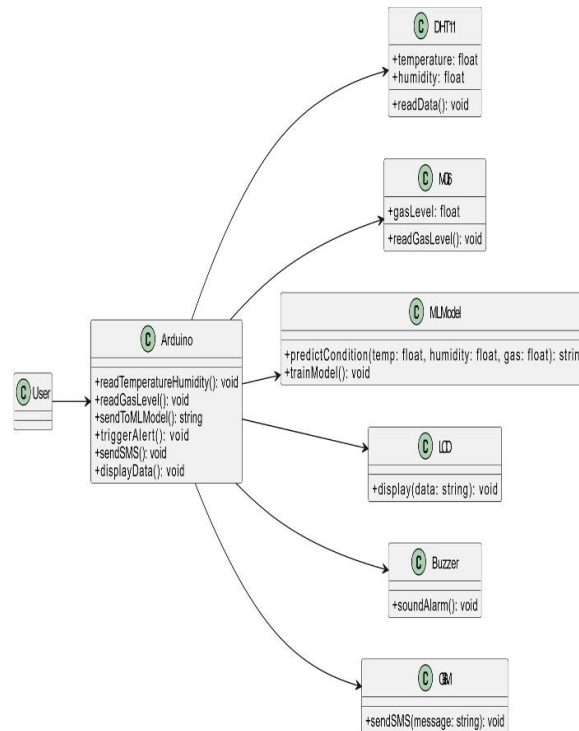 C DHT11
+temperature: float
+humidity: float
+readData(): void
C MQ6
+gasLevel: float
+readGasLevel(): void
C MLModel
+predictCondition(temp: float, humidity: float, gas: float): strin
+trainModel(): void
C Arduino
+readTemperatureHumidity(): void
+readGasLevel(): void
+sendToMLModel(): string
+triggerAlert(): void
+sendSMS(): void
+displayData(): void
C User
C LCD
+display(data: string): void
C Buzzer
+soundAlarm(): void
C GSM
+sendSMS(message: string): void